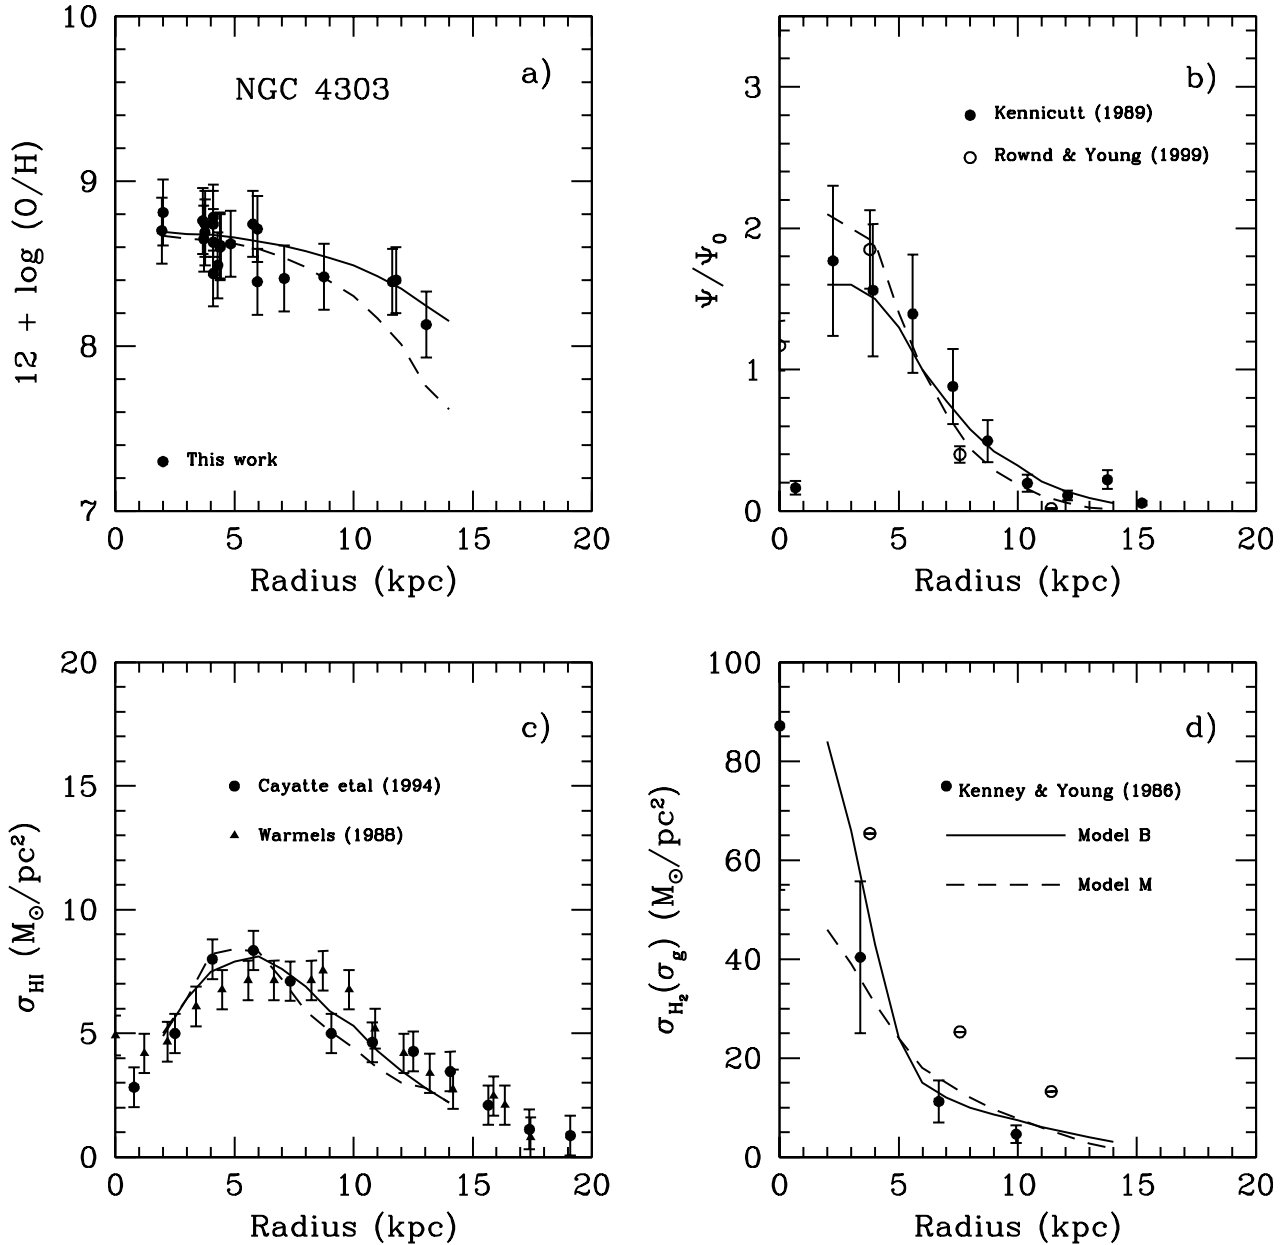 10
9
8
7
12 + log (O/H)
NGC 4303
a)
This work
0 5 10 15 20
Radius (kpc)
3
2
1
0
Ψ/Ψ₀
b)
Kennicutt (1989)
Rownd & Young (1999)
0 5 10 15 20
Radius (kpc)
20
15
10
5
0
σ_HI (M⊙/pc²)
c)
Cayatte etal (1994)
Warmels (1988)
0 5 10 15 20
Radius (kpc)
100
80
60
40
20
0
σ_H₂(σ_g) (M⊙/pc²)
d)
Kenney & Young (1986)
Model B
Model M
0 5 10 15 20
Radius (kpc)